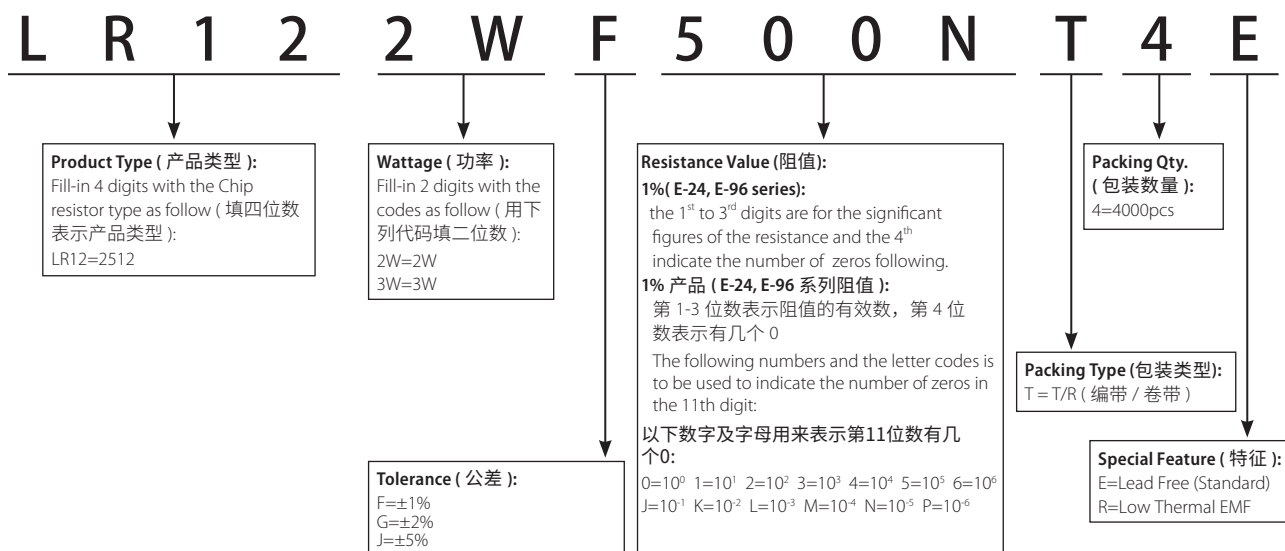 L R 1 2 2 W F 5 0 0 N T 4 E
Product Type ( 产品类型 ):
Fill-in 4 digits with the Chip
resistor type as follow ( 填四位数
表示产品类型 ):
LR12=2512
Wattage ( 功率 ):
Fill-in 2 digits with the
codes as follow ( 用下
列代码填二位数 ):
2W=2W
3W=3W
Tolerance ( 公差 ):
F=±1%
G=±2%
J=±5%
Resistance Value (阻值):
1%( E-24, E-96 series):
the 1st to 3rd digits are for the significant
figures of the resistance and the 4th
indicate the number of zeros following.
1% 产品 ( E-24, E-96 系列阻值 ):
第 1-3 位数表示阻值的有效数，第 4 位
数表示有几个 0
The following numbers and the letter codes is
to be used to indicate the number of zeros in
the 11th digit:
以下数字及字母用来表示第11位数有几
个0:
0=10⁰ 1=10¹ 2=10² 3=10³ 4=10⁴ 5=10⁵ 6=10⁶
J=10⁻¹ K=10⁻² L=10⁻³ M=10⁻⁴ N=10⁻⁵ P=10⁻⁶
Packing Type (包装类型):
T = T/R ( 编带 / 卷带 )
Packing Qty.
( 包装数量 ):
4=4000pcs
Special Feature ( 特征 ):
E=Lead Free (Standard)
R=Low Thermal EMF